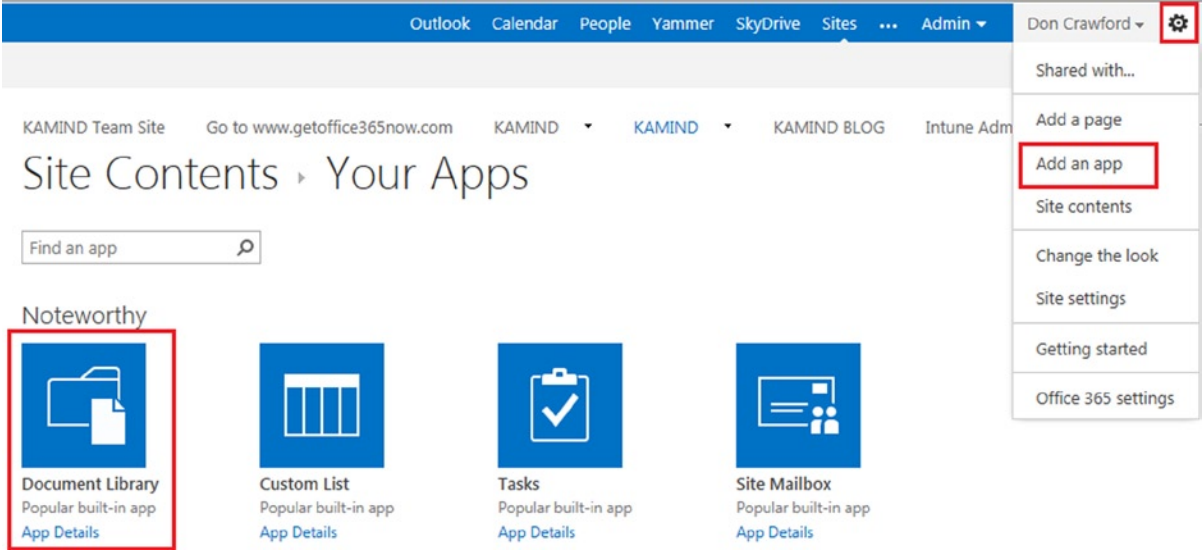 Outlook Calendar People Yammer SkyDrive Sites ... Admin Don Crawford
Shared with...
Add a page
Add an app
Site contents
Change the look
Site settings
Getting started
Office 365 settings
KAMIND Team Site Go to www.getoffice365now.com KAMIND KAMIND KAMIND BLOG Intune Adm
Site Contents Your Apps
Find an app
Noteworthy
Document Library Custom List Tasks Site Mailbox
Popular built-in app Popular built-in app Popular built-in app Popular built-in app
App Details App Details App Details App Details